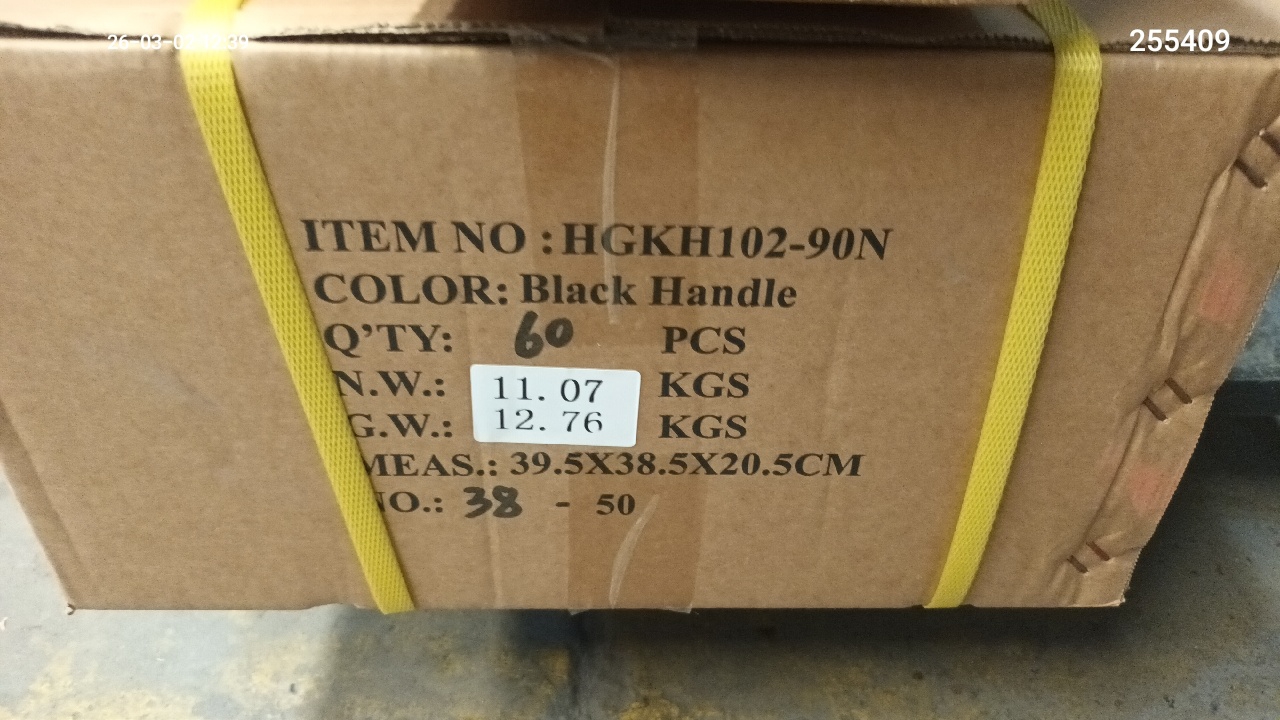 255409
ITEM NO : HGKH102-90N
COLOR: Black Handle
Q'TY: 60 PCS
N.W.: 11. 07 KGS
G.W.: 12. 76 KGS
MEAS.: 39.5X38.5X20.5CM
NO.: 38 - 50